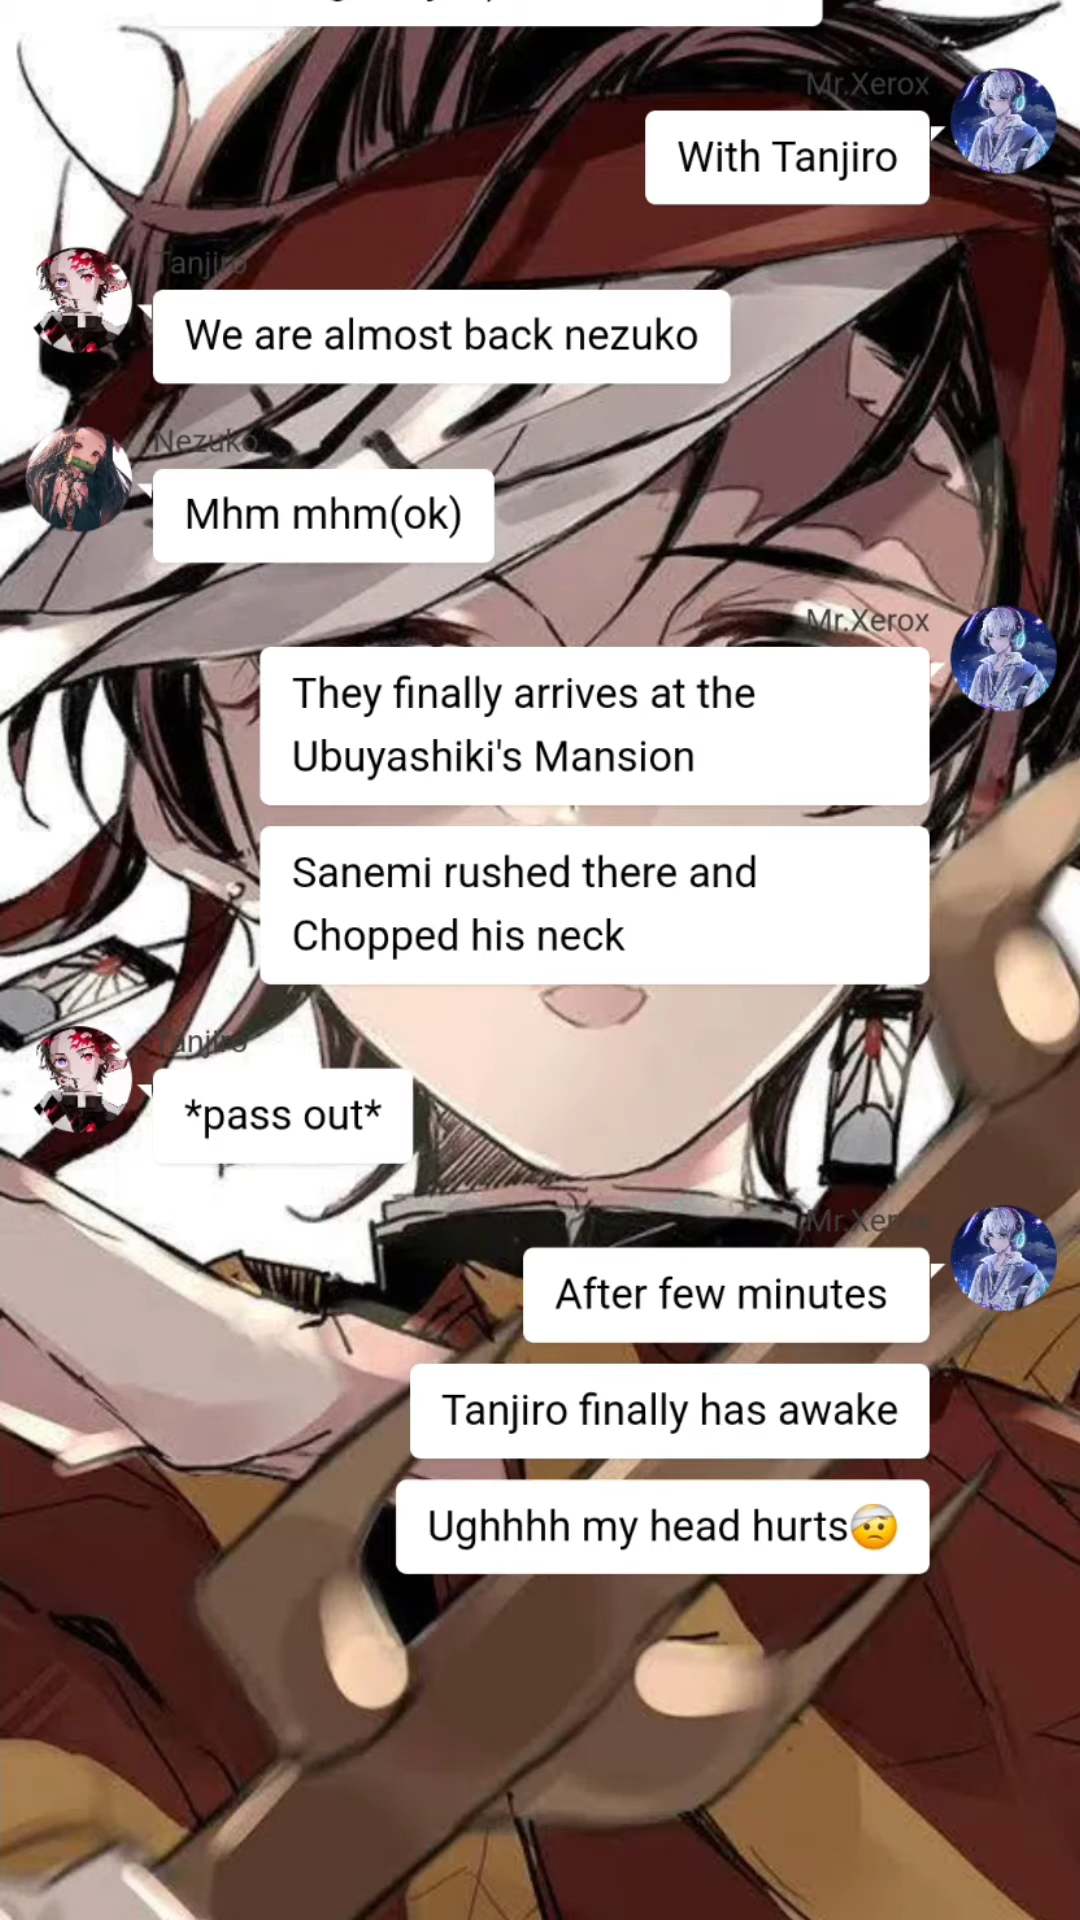 Mr.Xerox
With Tanjiro
Tanjiro
We are almost back nezuko
Nezuko
Mhm mhm(ok)
Mr.Xerox
They finally arrives at the
Ubuyashiki's Mansion
Sanemi rushed there and
Chopped his neck
Tanjiro
*pass out*
Mr.Xerox
After few minutes
Tanjiro finally has awake
Ughhhh my head hurts🤕